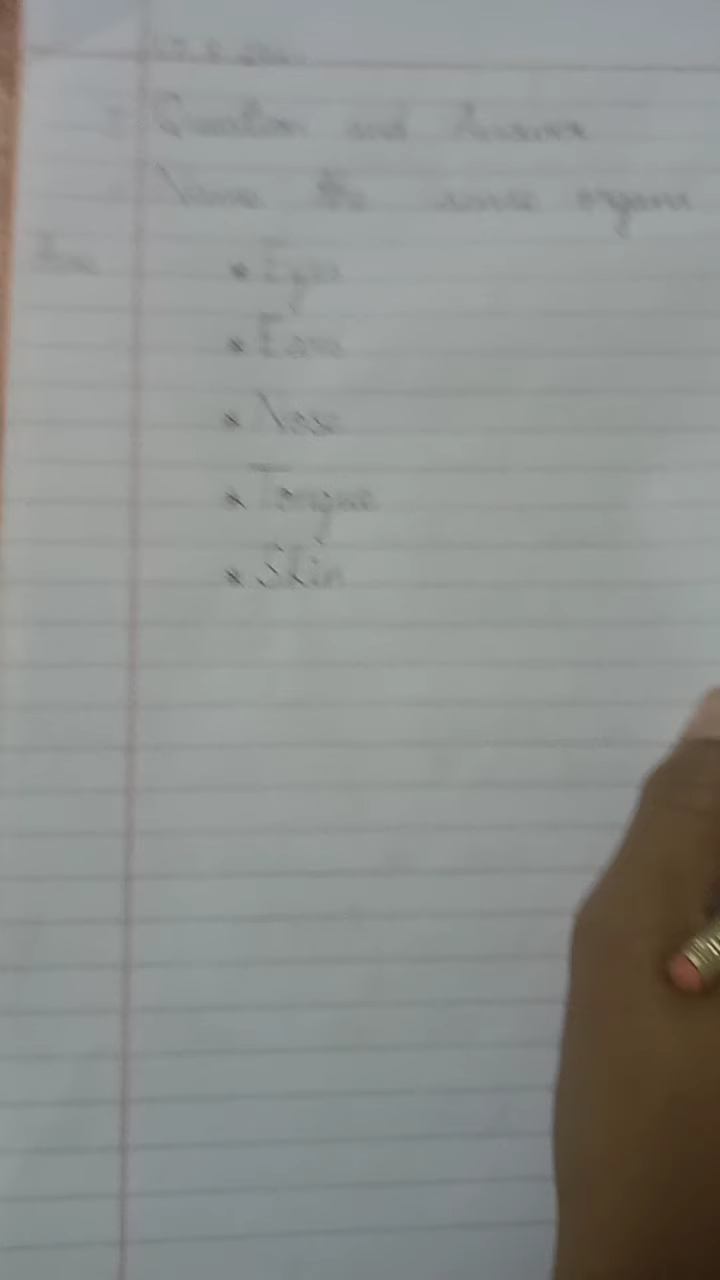 Question and Answer
Name the sense organs
Ans
* Eyes
* Ears
* Nose
* Tongue
* Skin